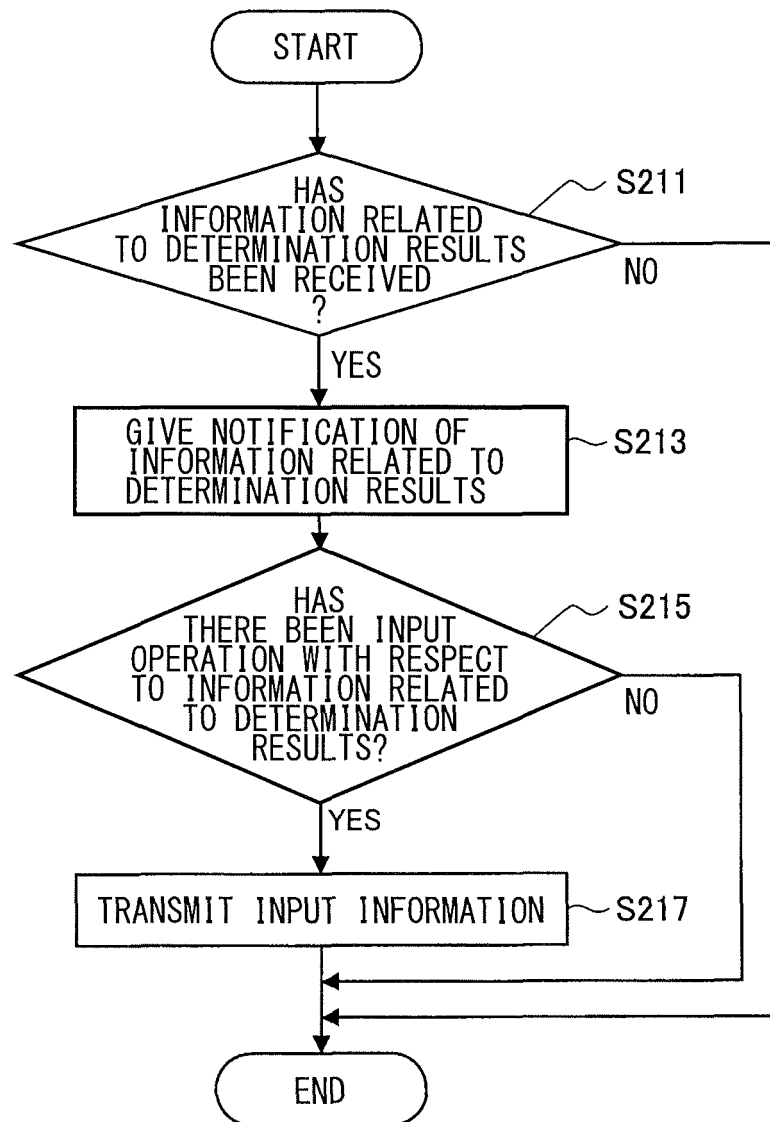 START
HAS
INFORMATION RELATED
TO DETERMINATION RESULTS
BEEN RECEIVED
?
S211
NO
YES
GIVE NOTIFICATION OF
INFORMATION RELATED TO
DETERMINATION RESULTS
S213
HAS
THERE BEEN INPUT
OPERATION WITH RESPECT
TO INFORMATION RELATED
TO DETERMINATION
RESULTS?
S215
NO
YES
TRANSMIT INPUT INFORMATION
S217
END